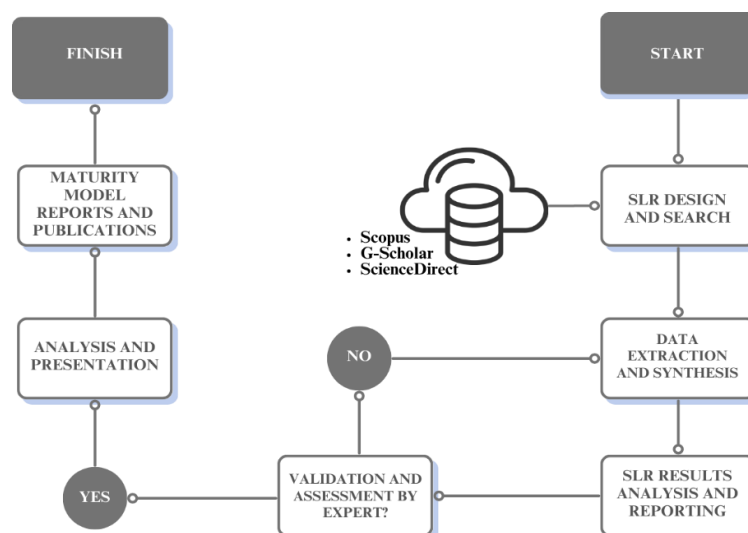 FINISH
START
MATURITY
MODEL
REPORTS AND
PUBLICATIONS
SLR DESIGN
AND SEARCH
• Scopus
• G-Scholar
• ScienceDirect
ANALYSIS AND
PRESENTATION
NO
DATA
EXTRACTION
AND SYNTHESIS
YES
VALIDATION AND
ASSESSMENT BY
EXPERT?
SLR RESULTS
ANALYSIS AND
REPORTING